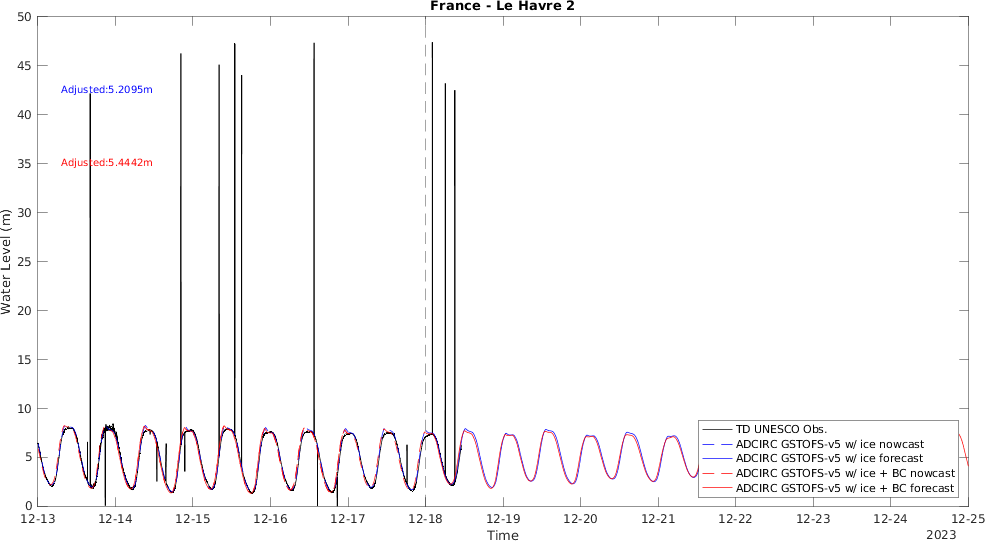 France - Le Havre 2
50
45
40
35
30
25
20
15
10
5
0
Water Level (m)
Adjusted:5.2095m
Adjusted:5.4442m
TD UNESCO Obs.
ADCIRC GSTOFS-v5 w/ ice nowcast
ADCIRC GSTOFS-v5 w/ ice forecast
ADCIRC GSTOFS-v5 w/ ice + BC nowcast
ADCIRC GSTOFS-v5 w/ ice + BC forecast
12-13 12-14 12-15 12-16 12-17 12-18 12-19 12-20 12-21 12-22 12-23 12-24 12-25
Time
2023